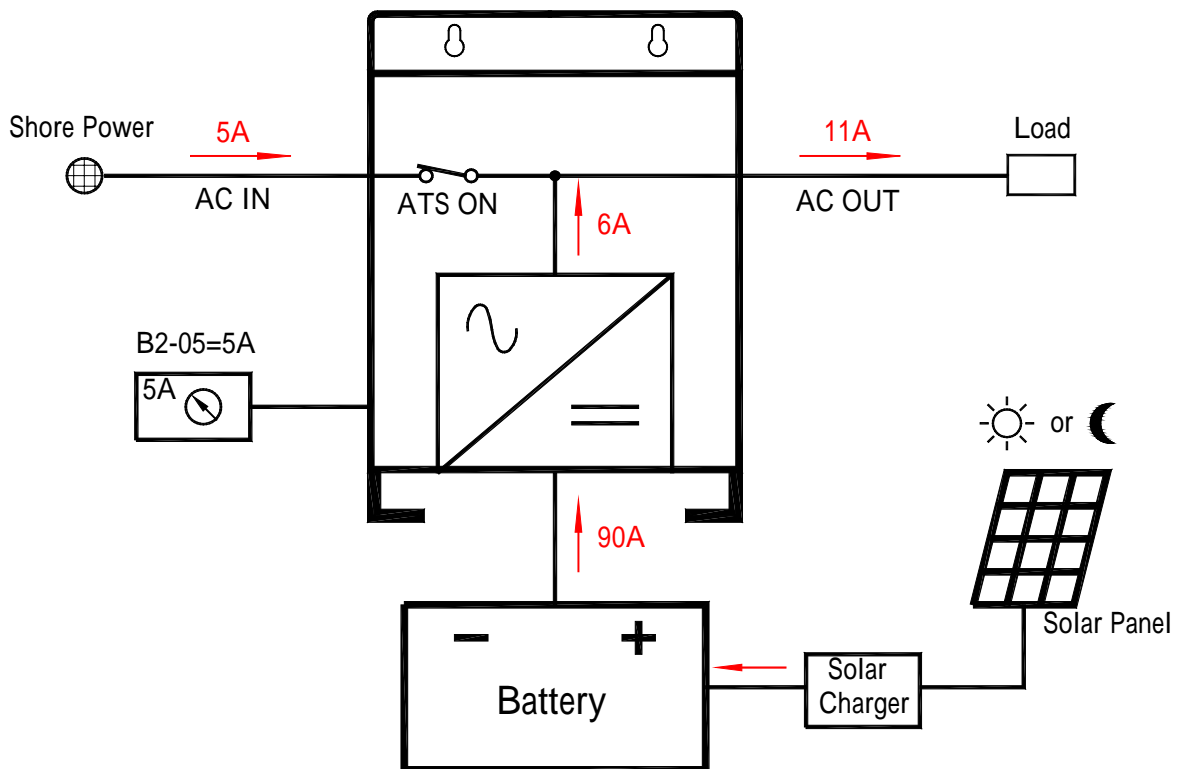 Shore Power
5A
AC IN
ATS ON
11A
AC OUT
Load
6A
B2-05=5A
5A
or
90A
Solar Panel
Battery
Solar
Charger